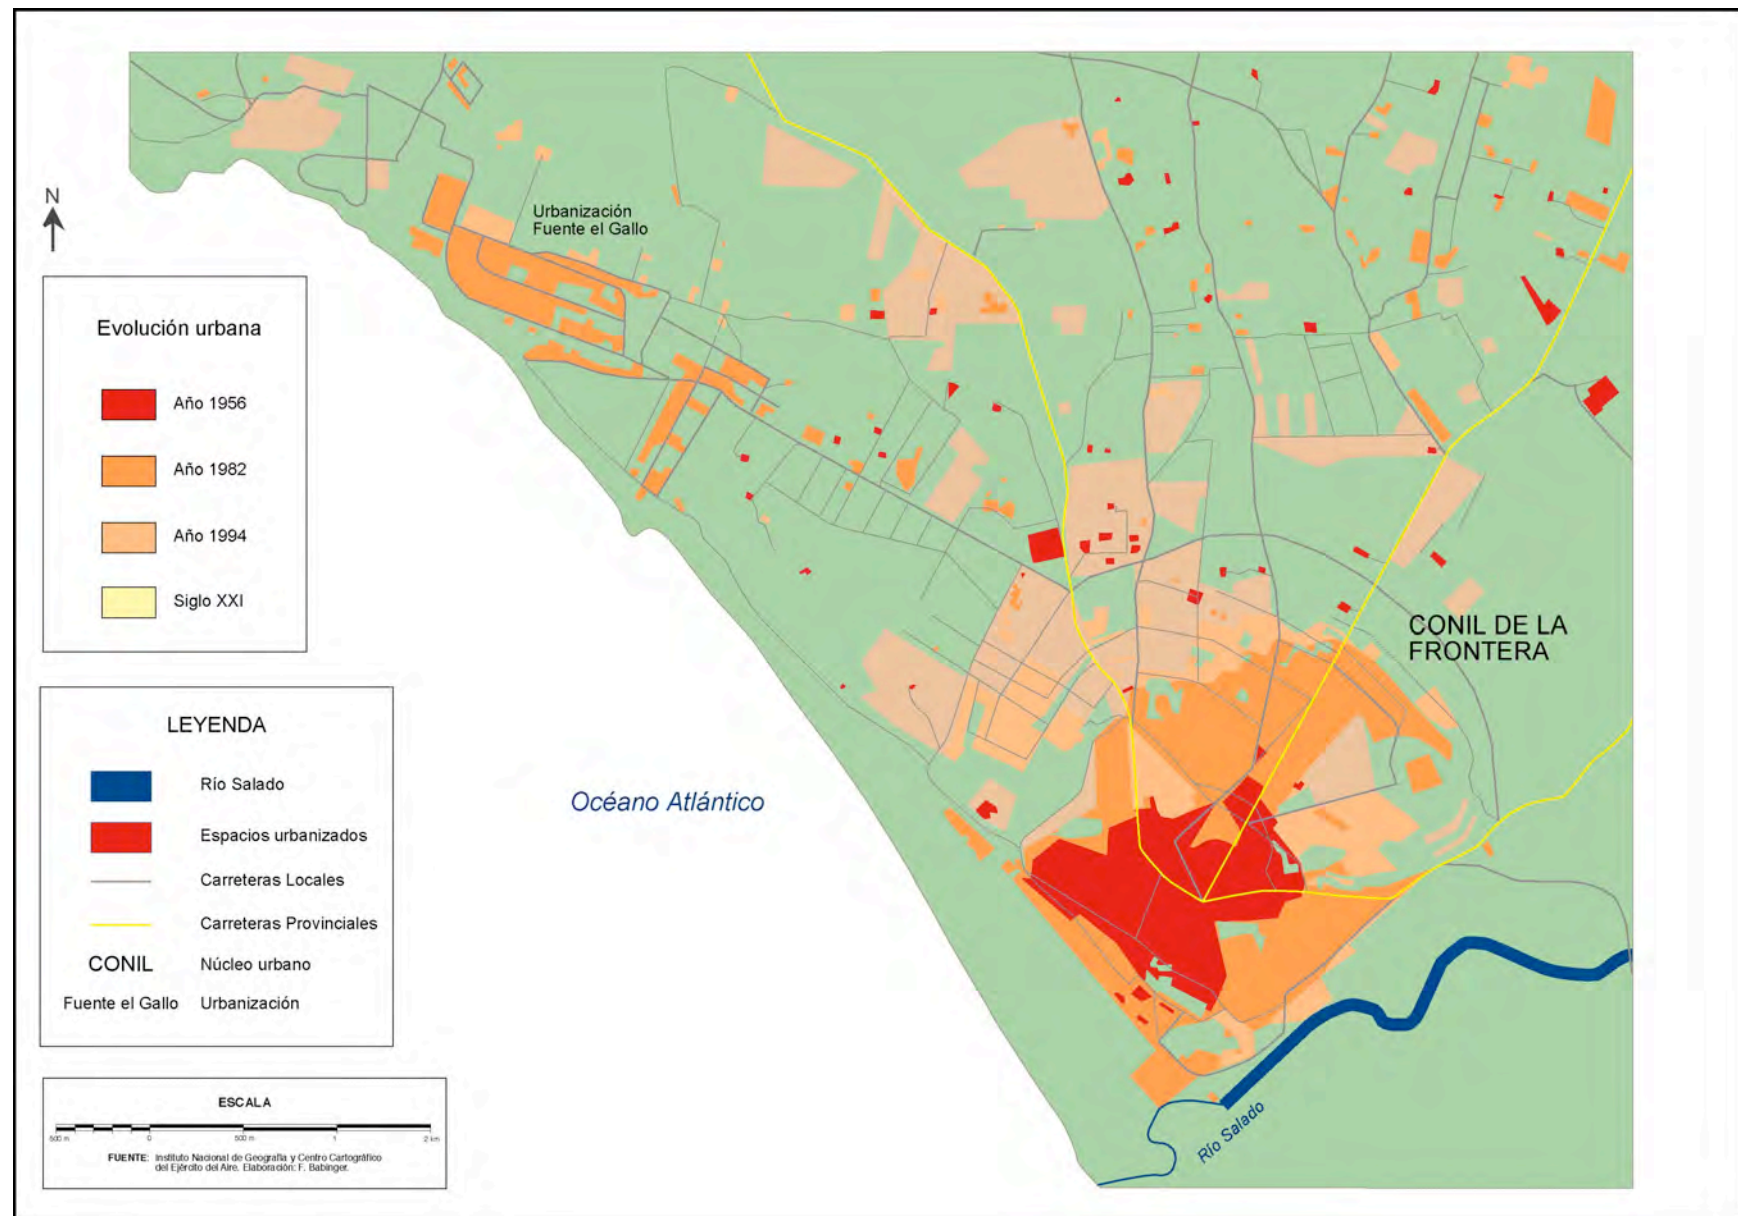 N
Urbanización
Fuente el Gallo
Evolución urbana
Año 1956
Año 1982
Año 1994
Siglo XXI
CONIL DE LA
FRONTERA
LEYENDA
Río Salado
Espacios urbanizados
Carreteras Locales
Carreteras Provinciales
CONIL Núcleo urbano
Fuente el Gallo Urbanización
Océano Atlántico
Río Salado
ESCALA
500 m 0 500 m 1 2 km
FUENTE: Instituto Nacional de Geografía y Centro Cartográfico
del Ejército del Aire. Elaboración: F. Babinger.